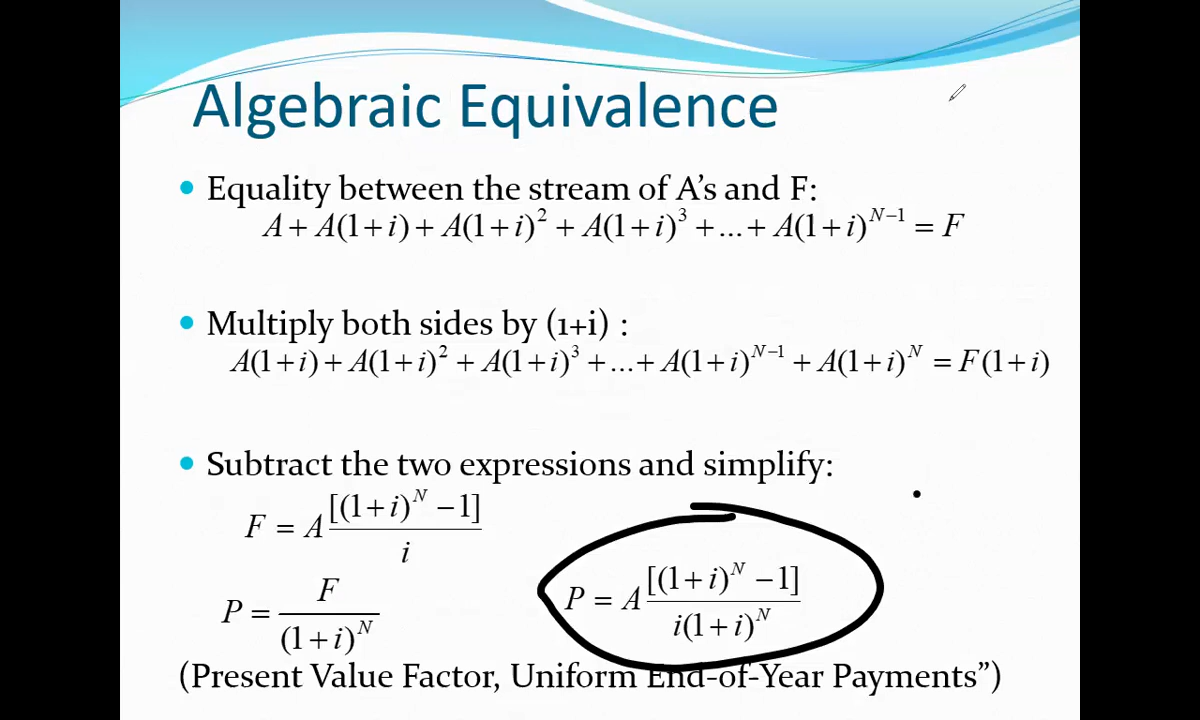 Algebraic Equivalence
• Equality between the stream of A's and F:
A + A(1+i) + A(1+i)^2 + A(1+i)^3 + ... + A(1+i)^{N−1} = F
• Multiply both sides by (1+i) :
A(1+i) + A(1+i)^2 + A(1+i)^3 + ... + A(1+i)^{N−1} + A(1+i)^N = F(1+i)
• Subtract the two expressions and simplify:
F = A [(1+i)^N −1] / i
P = F / (1+i)^N
P = A [(1+i)^N −1] / i(1+i)^N
(Present Value Factor, Uniform End-of-Year Payments”)